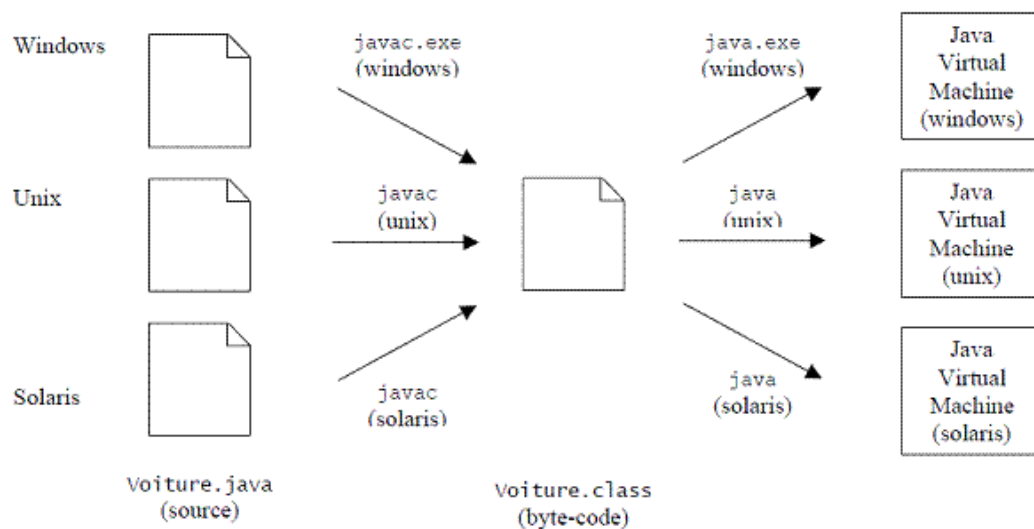 Windows
javac.exe
(windows)
java.exe
(windows)
Java
Virtual
Machine
(windows)
Unix
javac
(unix)
java
(unix)
Java
Virtual
Machine
(unix)
Solaris
javac
(solaris)
java
(solaris)
Java
Virtual
Machine
(solaris)
Voiture.java
(source)
Voiture.class
(byte-code)